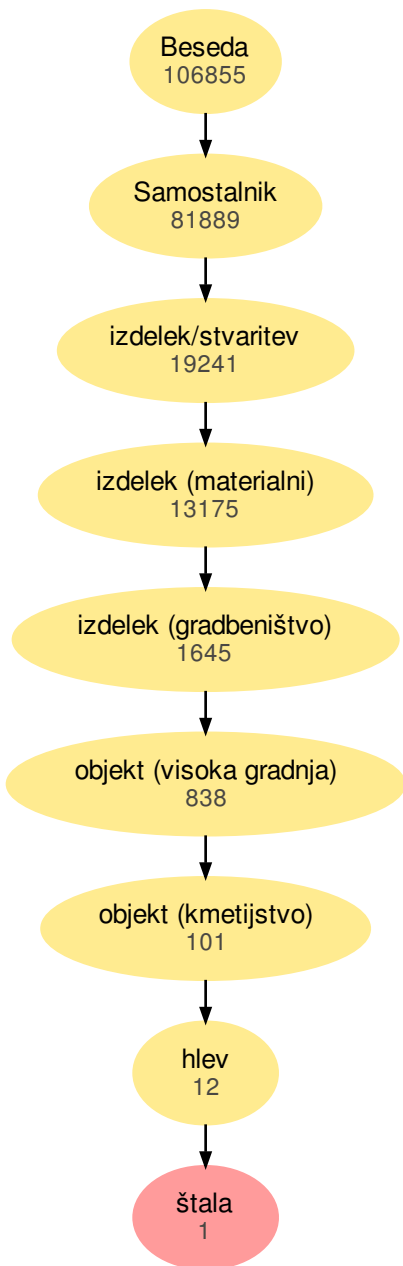 Beseda
106855
Samostalnik
81889
izdelek/stvaritev
19241
izdelek (materialni)
13175
izdelek (gradbeništvo)
1645
objekt (visoka gradnja)
838
objekt (kmetijstvo)
101
hlev
12
štala
1